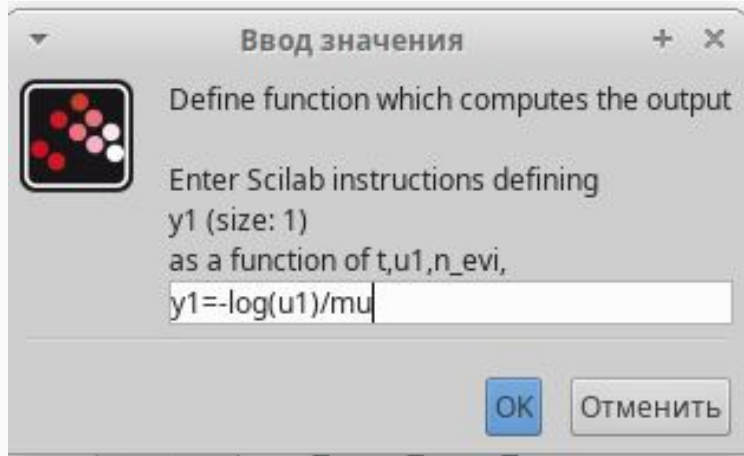 Ввод значения
Define function which computes the output
Enter Scilab instructions defining
y1 (size: 1)
as a function of t,u1,n_evi,
y1=-log(u1)/mu
OK
Отменить